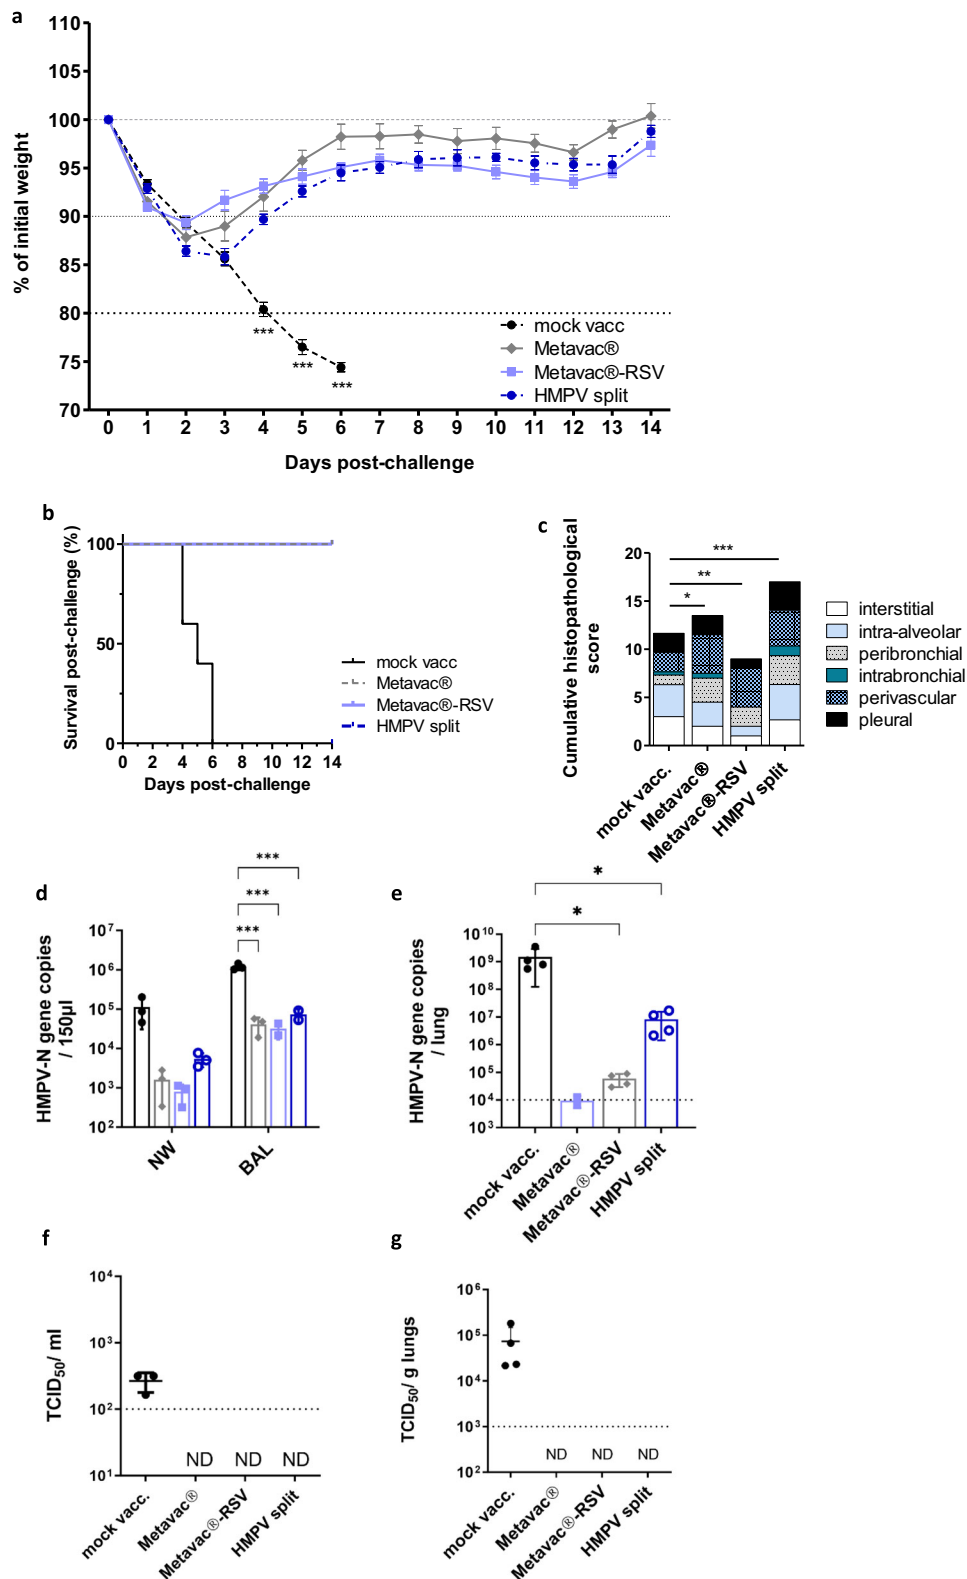 a
110
105
100
95
90
85
80
75
70
% of initial weight
***
***
***
mock vacc
Metavac®
Metavac®-RSV
HMPV split
0 1 2 3 4 5 6 7 8 9 10 11 12 13 14
Days post-challenge
b
Survival post-challenge (%)
100
50
0
0 2 4 6 8 10 12 14
Days post-challenge
mock vacc
Metavac®
Metavac®-RSV
HMPV split
c
Cumulative histopathological
score
20
15
10
5
0
***
**
*
mock vacc.
Metavac®
Metavac®-RSV
HMPV split
interstitial
intra-alveolar
peribronchial
intrabronchial
perivascular
pleural
d
HMPV-N gene copies
/ 150µl
10⁷
10⁶
10⁵
10⁴
10³
10²
***
***
***
NW
BAL
e
HMPV-N gene copies
/ lung
10¹⁰
10⁹
10⁸
10⁷
10⁶
10⁵
10⁴
10³
*
*
mock vacc.
Metavac®
Metavac®-RSV
HMPV split
f
TCID₅₀/ ml
10⁴
10³
10²
10¹
ND ND ND
mock vacc.
Metavac®
Metavac®-RSV
HMPV split
g
TCID₅₀/ g lungs
10⁶
10⁵
10⁴
10³
10²
ND ND ND
mock vacc.
Metavac®
Metavac®-RSV
HMPV split